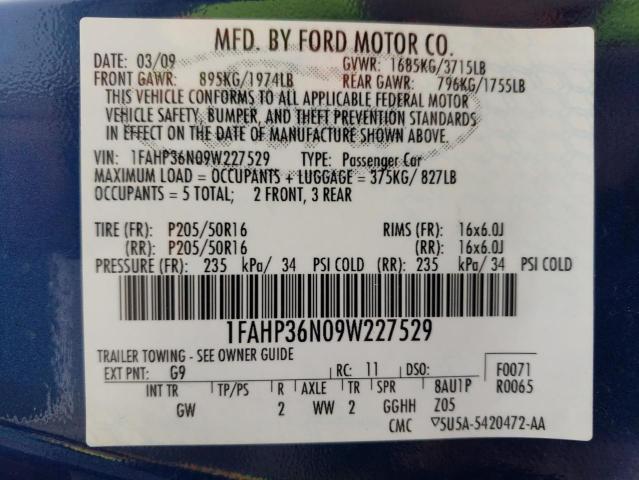 MFD. BY FORD MOTOR CO.
DATE: 03/09 GVWR: 1685KG/3715LB
FRONT GAWR: 895KG/1974LB REAR GAWR: 796KG/1755LB
THIS VEHICLE CONFORMS TO ALL APPLICABLE FEDERAL MOTOR
VEHICLE SAFETY, BUMPER, AND THEFT PREVENTION STANDARDS
IN EFFECT ON THE DATE OF MANUFACTURE SHOWN ABOVE.
VIN: 1FAHP36N09W227529 TYPE: Passenger Car
MAXIMUM LOAD = OCCUPANTS + LUGGAGE = 375KG/ 827LB
OCCUPANTS = 5 TOTAL; 2 FRONT, 3 REAR
TIRE (FR): P205/50R16 RIMS (FR): 16x6.0J
(RR): P205/50R16 (RR): 16x6.0J
PRESSURE (FR): 235 kPa/ 34 PSI COLD (RR): 235 kPa/ 34 PSI COLD
1FAHP36N09W227529
TRAILER TOWING - SEE OWNER GUIDE
EXT PNT: G9 RC: 11 DSO: F0071
INT TR TP/PS R AXLE TR SPR 8AU1P R0065
GW 2 WW 2 GGHH Z05
CMC ▽5U5A-5420472-AA